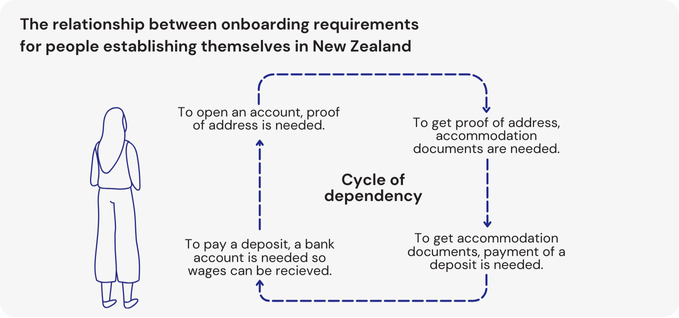 The relationship between onboarding requirements
for people establishing themselves in New Zealand
To open an account, proof
of address is needed.
To get proof of address,
accommodation
documents are needed.
Cycle of
dependency
To get accommodation
documents, payment of a
deposit is needed.
To pay a deposit, a bank
account is needed so
wages can be recieved.